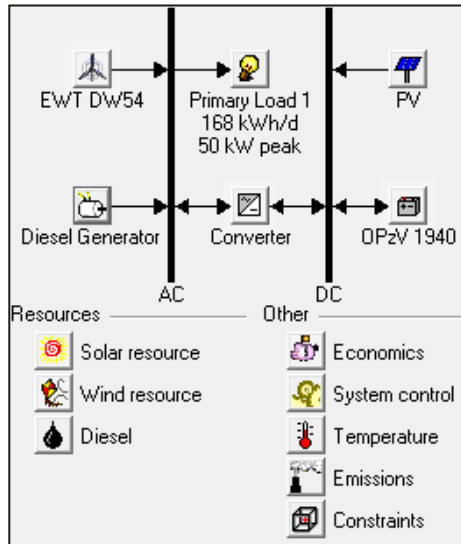 EWT DW54
Primary Load 1
168 kWh/d
50 kW peak
PV
Diesel Generator
Converter
OPzV 1940
AC
DC
Resources
Other
Solar resource
Economics
Wind resource
System control
Diesel
Temperature
Emissions
Constraints